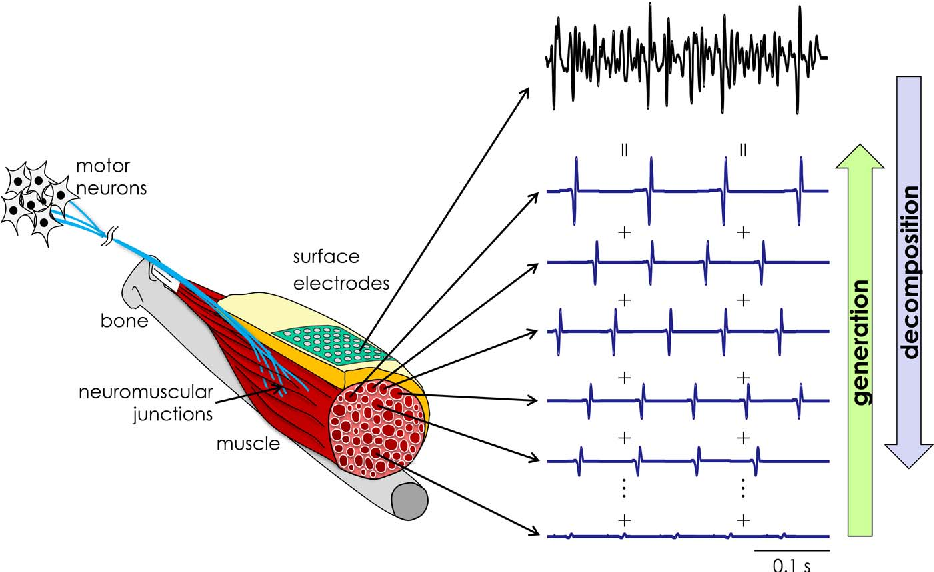 motor
neurons
surface
electrodes
bone
neuromuscular
junctions
muscle
=
=
+
+
+
+
+
+
+
+
⋮
⋮
+
+
0.1 s
generation
decomposition